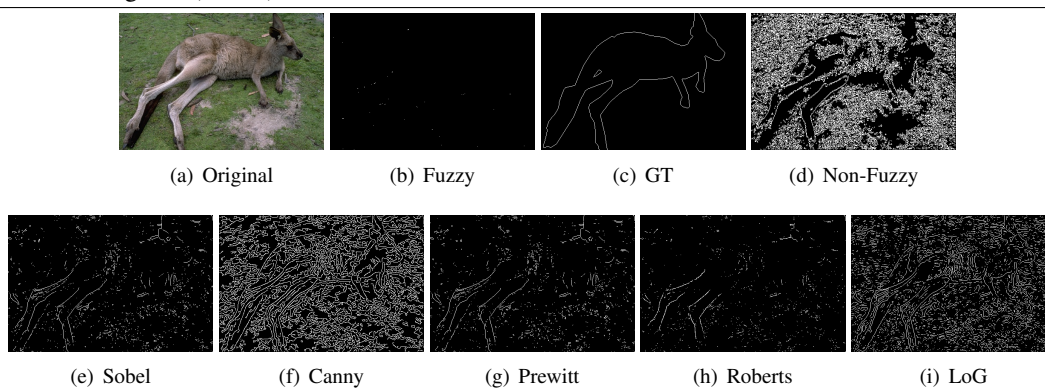 (a) Original
(b) Fuzzy
(c) GT
(d) Non-Fuzzy
(e) Sobel
(f) Canny
(g) Prewitt
(h) Roberts
(i) LoG